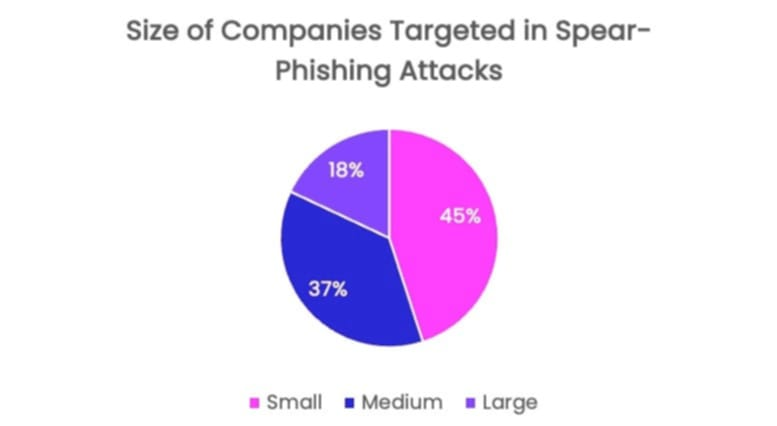 Size of Companies Targeted in Spear-
Phishing Attacks
18%
45%
37%
Small Medium Large